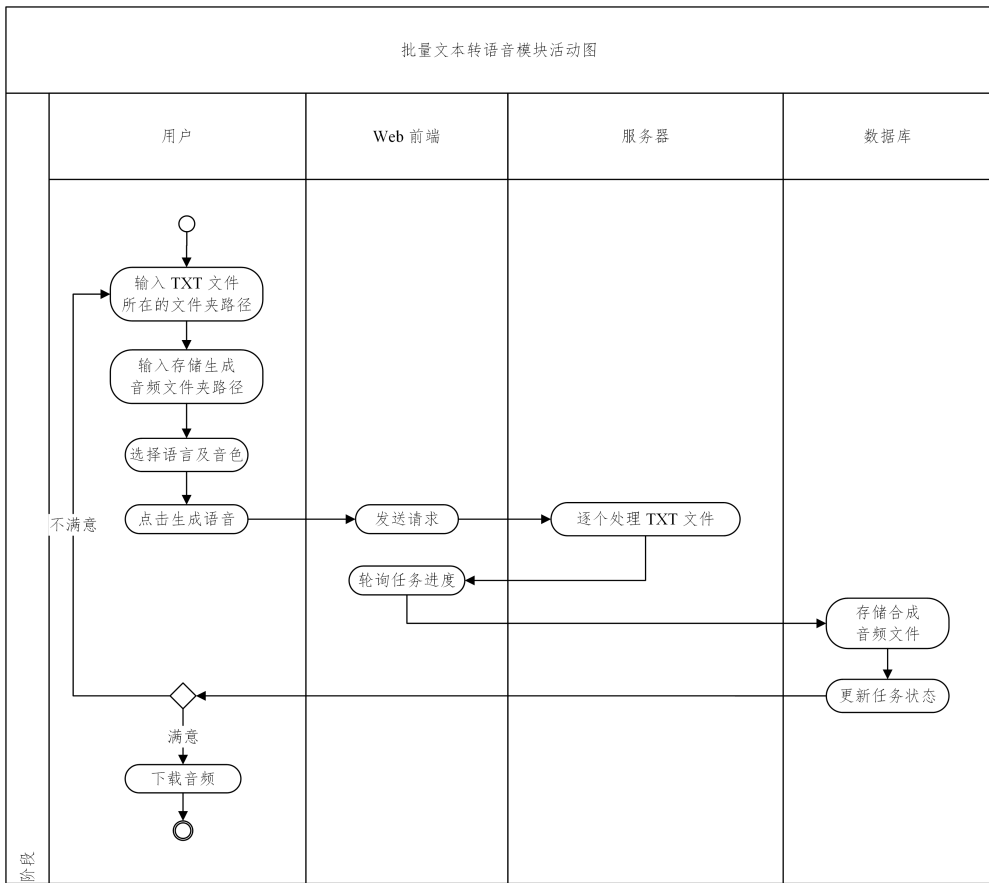 批量文本转语音模块活动图
用户
Web 前端
服务器
数据库
输入 TXT 文件
所在的文件夹路径
输入存储生成
音频文件夹路径
选择语言及音色
点击生成语音
发送请求
逐个处理 TXT 文件
不满意
轮询任务进度
存储合成
音频文件
更新任务状态
满意
下载音频
阶段